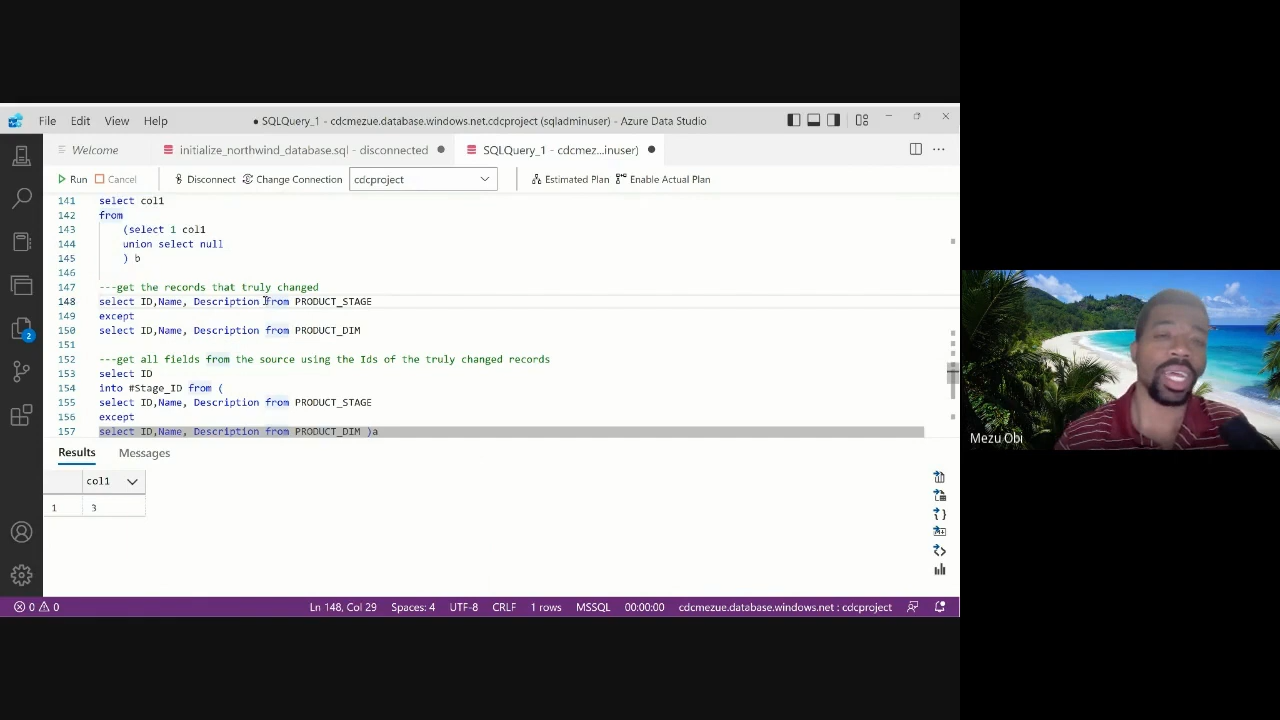 File Edit View Help
● SQLQuery_1 - cdcmezue.database.windows.net.cdcproject (sqladminuser) - Azure Data Studio
Welcome
initialize_northwind_database.sql - disconnected
SQLQuery_1 - cdcmez...inuser)
Run Cancel Disconnect Change Connection cdcproject Estimated Plan Enable Actual Plan
141 select col1
142 from
143 (select 1 col1
144 union select null
145 ) b
146
147 ---get the records that truly changed
148 select ID,Name, Description from PRODUCT_STAGE
149 except
150 select ID,Name, Description from PRODUCT_DIM
151
152 ---get all fields from the source using the Ids of the truly changed records
153 select ID
154 into #Stage_ID from (
155 select ID,Name, Description from PRODUCT_STAGE
156 except
157 select ID,Name, Description from PRODUCT_DIM )a
2
Results Messages
col1
1 3
0 0 Ln 148, Col 29 Spaces: 4 UTF-8 CRLF 1 rows MSSQL 00:00:00 cdcmezue.database.windows.net : cdcproject
Mezu Obi